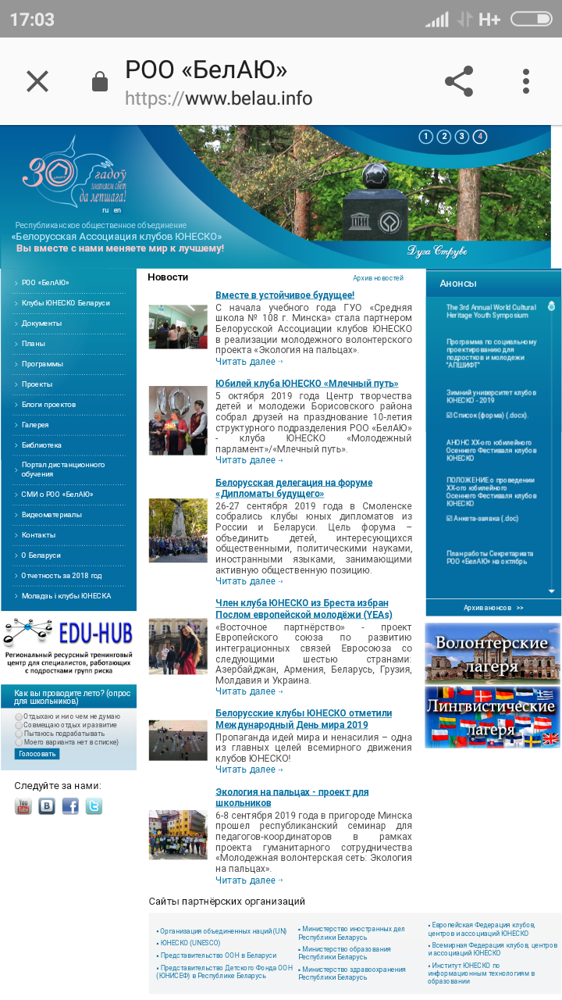 17:03
H+
РОО «БелАЮ»
https://www.belau.info
1 2 3 4
30 гадоў
змяняем свет
да лепшага!
ru en
Республиканское общественное объединение
«Белорусская Ассоциация клубов ЮНЕСКО»
Вы вместе с нами меняете мир к лучшему!
Дуга Струве
РОО «БелАЮ»
Клубы ЮНЕСКО Беларуси
Документы
Планы
Программы
Проекты
Блоги проектов
Галерея
Библиотека
Портал дистанционного
обучения
СМИ о РОО «БелАЮ»
Видеоматериалы
Контакты
О Беларуси
Отчетность за 2018 год
Моладзь і клубы ЮНЕСКА
EDU-HUB
Региональный ресурсный тренинговый
центр для специалистов, работающих
с подростками групп риска
Как вы проводите лето? (опрос
для школьников)
Отдыхаю и ни о чем не думаю
Совмещаю отдых и развитие
Пытаюсь подрабатывать
Моего варианта нет в списке)
Голосовать
Следуйте за нами:
You
Tube
В
f
t
Новости
Архив новостей
Вместе в устойчивое будущее!
С начала учебного года ГУО «Средняя
школа № 108 г. Минска» стала партнером
Белорусской Ассоциации клубов ЮНЕСКО
в реализации молодежного волонтерского
проекта «Экология на пальцах».
Читать далее
Юбилей клуба ЮНЕСКО «Млечный путь»
5 октября 2019 года Центр творчества
детей и молодежи Борисовского района
собрал друзей на празднование 10-летия
структурного подразделения РОО «БелАЮ»
- клуба ЮНЕСКО «Молодежный
парламент»/«Млечный путь».
Читать далее
Белорусская делегация на форуме
«Дипломаты будущего»
26-27 сентября 2019 года в Смоленске
собрались клубы юных дипломатов из
России и Беларуси. Цель форума –
объединить детей, интересующихся
общественными, политическими науками,
иностранными языками, занимающими
активную общественную позицию.
Читать далее
Член клуба ЮНЕСКО из Бреста избран
Послом европейской молодёжи (YEAs)
«Восточное партнёрство» - проект
Европейского союза по развитию
интеграционных связей Евросоюза со
следующими шестью странами:
Азербайджан, Армения, Беларусь, Грузия,
Молдавия и Украина.
Читать далее
Белорусские клубы ЮНЕСКО отметили
Международный День мира 2019
Пропаганда идей мира и ненасилия – одна
из главных целей всемирного движения
клубов ЮНЕСКО!
Читать далее
Экология на пальцах - проект для
школьников
6-8 сентября 2019 года в пригороде Минска
прошел республиканский семинар для
педагогов-координаторов в рамках
проекта гуманитарного сотрудничества
«Молодежная волонтерская сеть: Экология
на пальцах».
Читать далее
Анонсы
The 3rd Annual World Cultural
Heritage Youth Symposium
Программа по социальному
проектированию для
подростков и молодежи
"АПШИФТ"
Зимний университет клубов
ЮНЕСКО - 2019
☑ Список (форма) (.docx).
АНОНС ХХ-ого юбилейного
Осеннего Фестиваля клубов
ЮНЕСКО
ПОЛОЖЕНИЕ о проведении
ХХ-ого юбилейного
Осеннего Фестиваля клубов
ЮНЕСКО
☑ Анкета-заявка (.doc)
План работы Секретариата
РОО «БелАЮ» на октябрь
Архив анонсов >>
Волонтерские
лагеря
Лингвистические
лагеря
Сайты партнёрских организаций
• Организация объединенных наций (UN)
• ЮНЕСКО (UNESCO)
• Представительство ООН в Беларуси
• Представительство Детского Фонда ООН
(ЮНИСЕФ) в Республике Беларусь
• Министерство иностранных дел
Республики Беларусь
• Министерство образования
Республики Беларусь
• Министерство здравоохранения
Республики Беларусь
• Европейская Федерация клубов,
центров и ассоциаций ЮНЕСКО
• Всемирная Федерация клубов, центров
и ассоциаций ЮНЕСКО
• Институт ЮНЕСКО по
информационным технологиям в
образовании